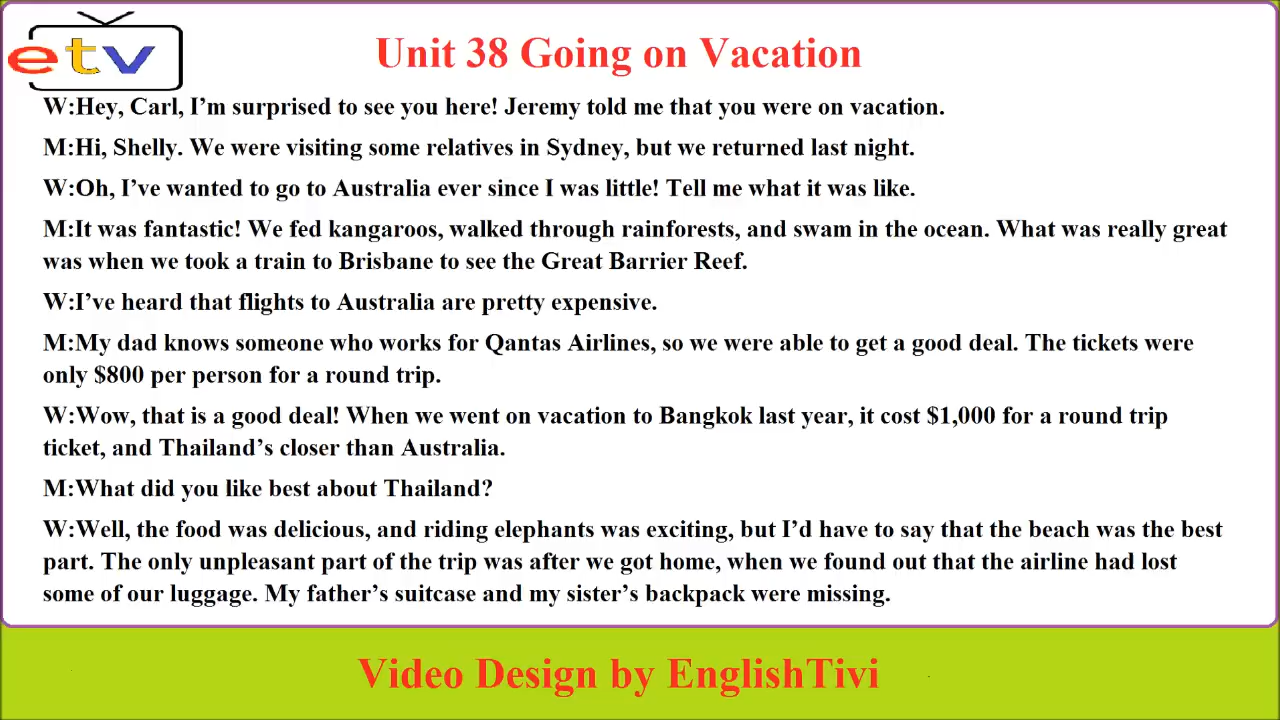 etv
Unit 38 Going on Vacation
W:Hey, Carl, I’m surprised to see you here! Jeremy told me that you were on vacation.
M:Hi, Shelly. We were visiting some relatives in Sydney, but we returned last night.
W:Oh, I’ve wanted to go to Australia ever since I was little! Tell me what it was like.
M:It was fantastic! We fed kangaroos, walked through rainforests, and swam in the ocean. What was really great
was when we took a train to Brisbane to see the Great Barrier Reef.
W:I’ve heard that flights to Australia are pretty expensive.
M:My dad knows someone who works for Qantas Airlines, so we were able to get a good deal. The tickets were
only $800 per person for a round trip.
W:Wow, that is a good deal! When we went on vacation to Bangkok last year, it cost $1,000 for a round trip
ticket, and Thailand’s closer than Australia.
M:What did you like best about Thailand?
W:Well, the food was delicious, and riding elephants was exciting, but I’d have to say that the beach was the best
part. The only unpleasant part of the trip was after we got home, when we found out that the airline had lost
some of our luggage. My father’s suitcase and my sister’s backpack were missing.
Video Design by EnglishTivi